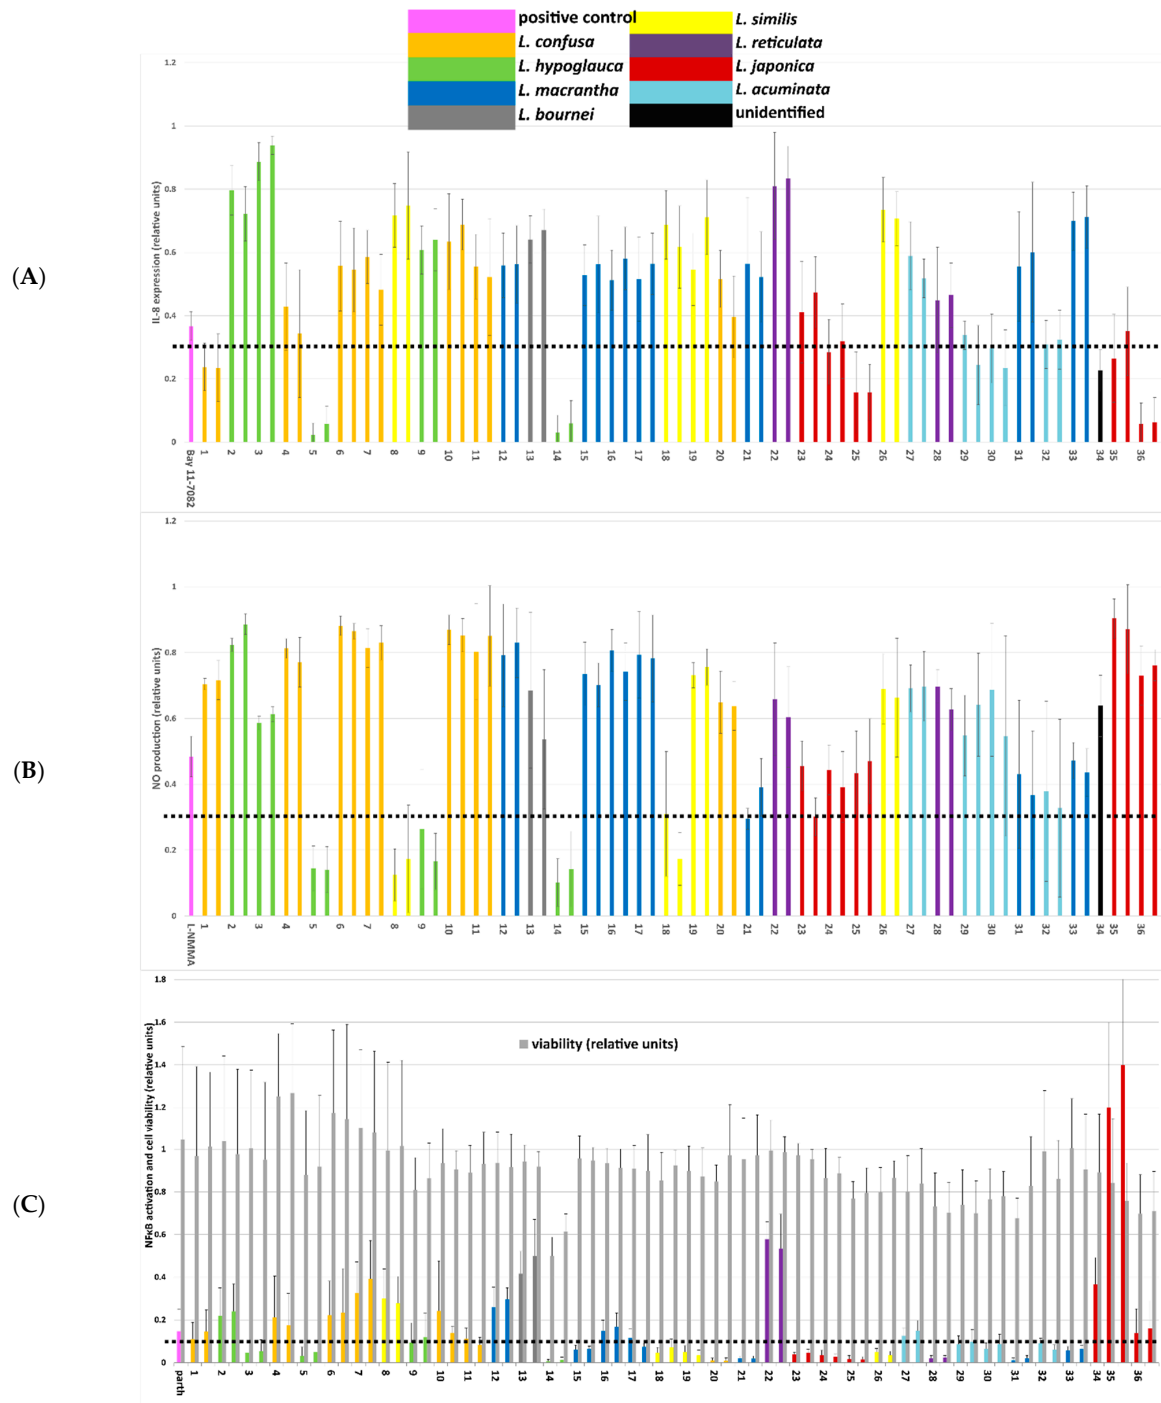 positive control
L. confusa
L. hypoglauca
L. macrantha
L. bournei
L. similis
L. reticulata
L. japonica
L. acuminata
unidentified
(A)
IL-8 expression (relative units)
1.2
1
0.8
0.6
0.4
0.2
0
Bay 11-7082 1 2 3 4 5 6 7 8 9 10 11 12 13 14 15 16 17 18 19 20 21 22 23 24 25 26 27 28 29 30 31 32 33 34 35 36
(B)
NO production (relative units)
1.2
1
0.8
0.6
0.4
0.2
0
L-NMMA 1 2 3 4 5 6 7 8 9 10 11 12 13 14 15 16 17 18 19 20 21 22 23 24 25 26 27 28 29 30 31 32 33 34 35 36
(C)
NFκB activation and cell viability (relative units)
1.8
1.6
1.4
1.2
1
0.8
0.6
0.4
0.2
0
viability (relative units)
parth 1 2 3 4 5 6 7 8 9 10 11 12 13 14 15 16 17 18 19 20 21 22 23 24 25 26 27 28 29 30 31 32 33 34 35 36